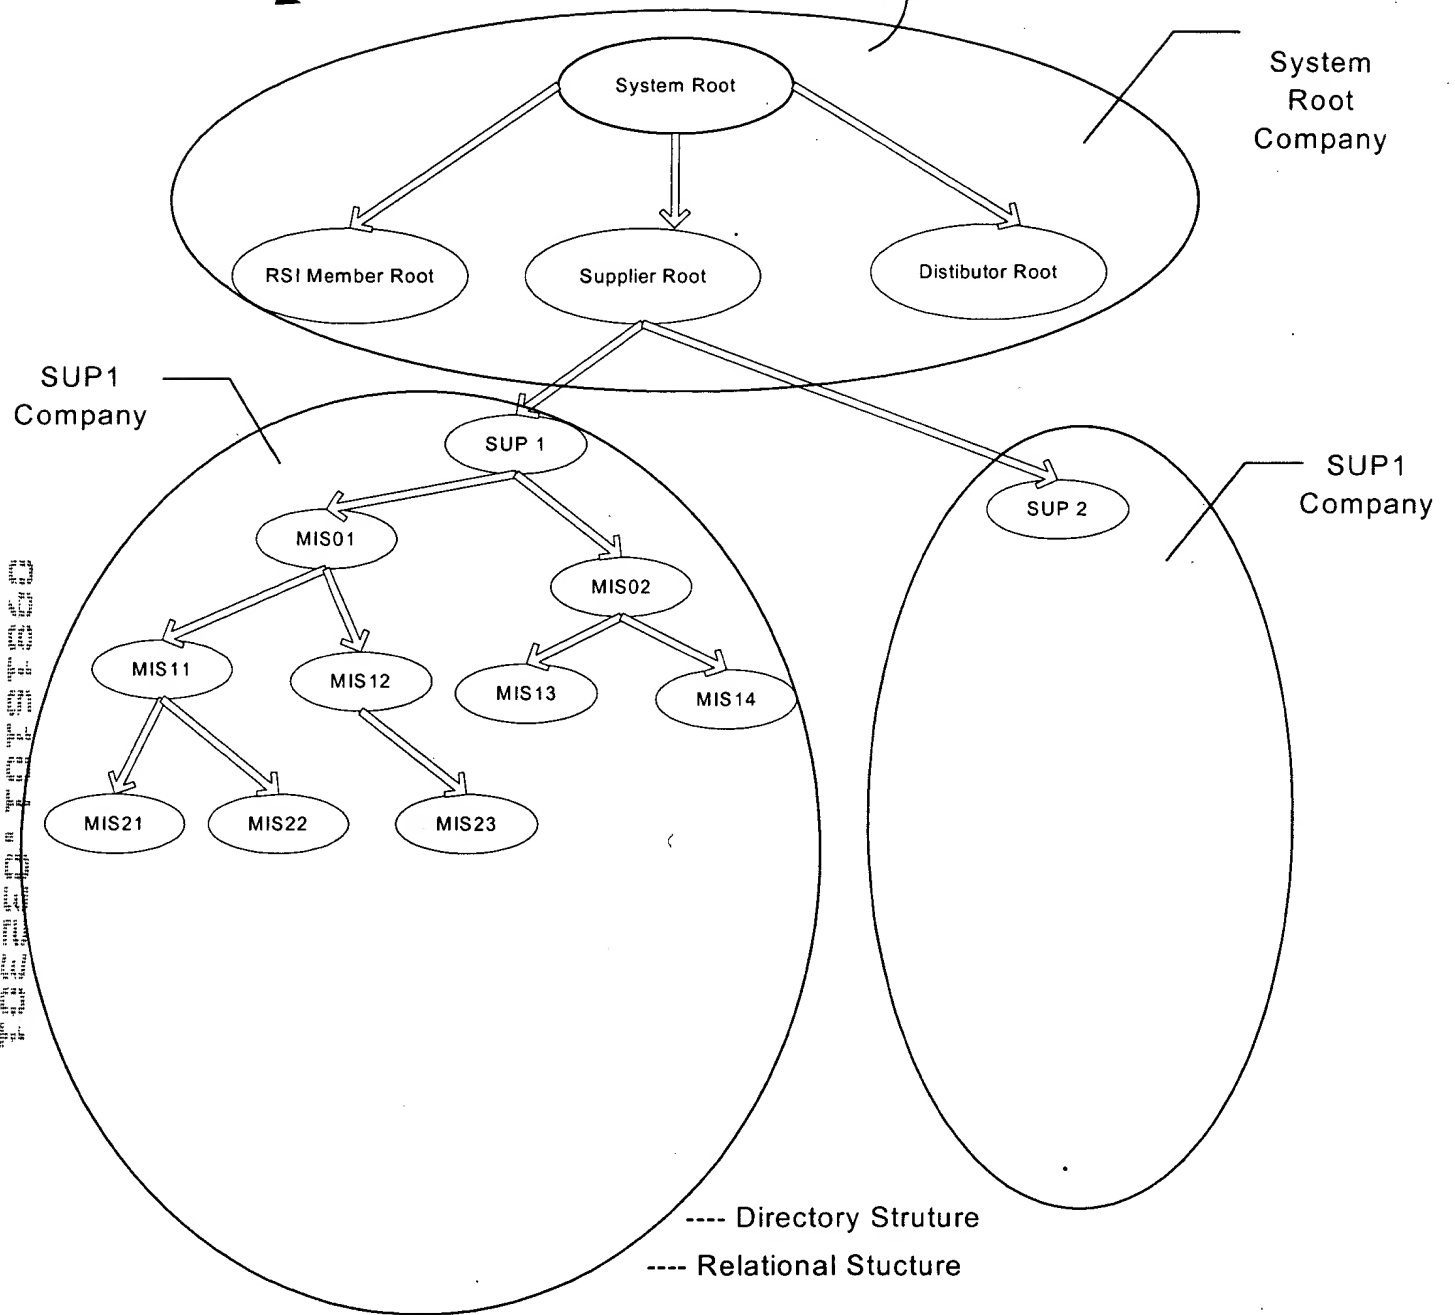 System Root
System
Root
Company
RSI Member Root
Supplier Root
Distibutor Root
SUP1
Company
SUP 1
SUP1
Company
SUP 2
MIS01
MIS02
MIS11
MIS12
MIS13
MIS14
MIS21
MIS22
MIS23
---- Directory Struture
---- Relational Stucture